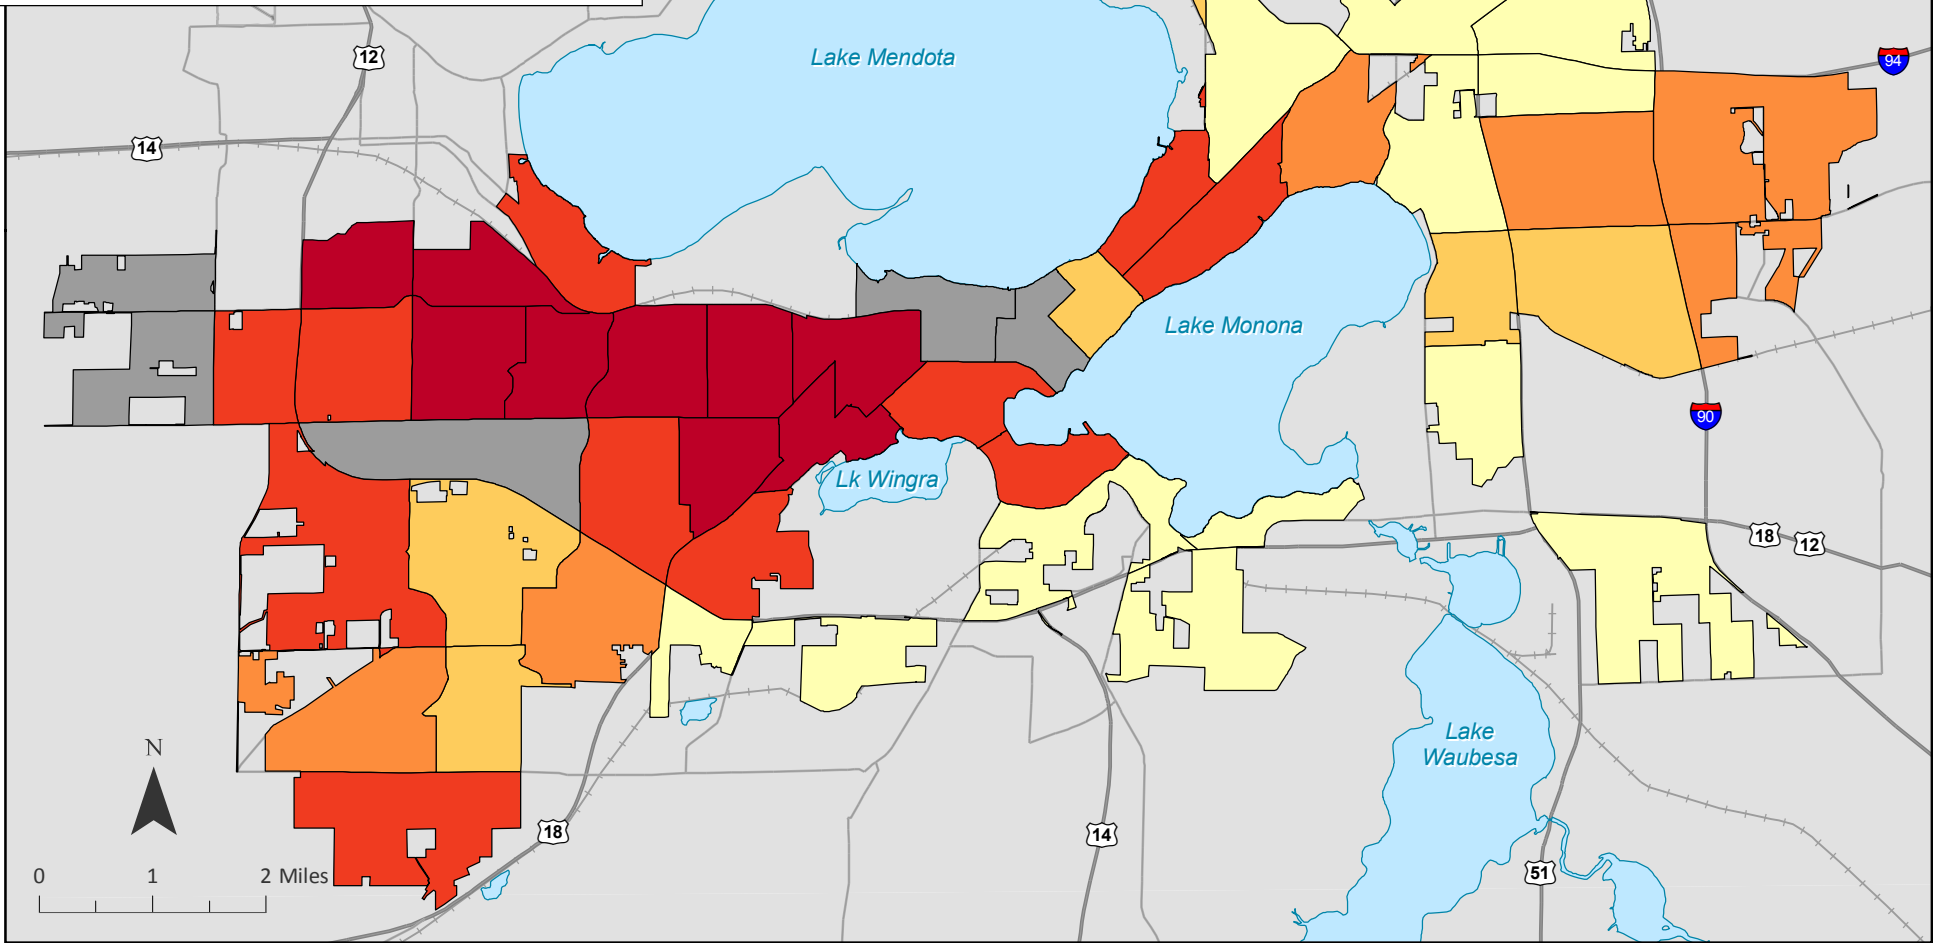 Lake Mendota
12
94
14
Lake Monona
90
Lk Wingra
18
12
Lake
Waubesa
N
18
14
51
0 1 2 Miles